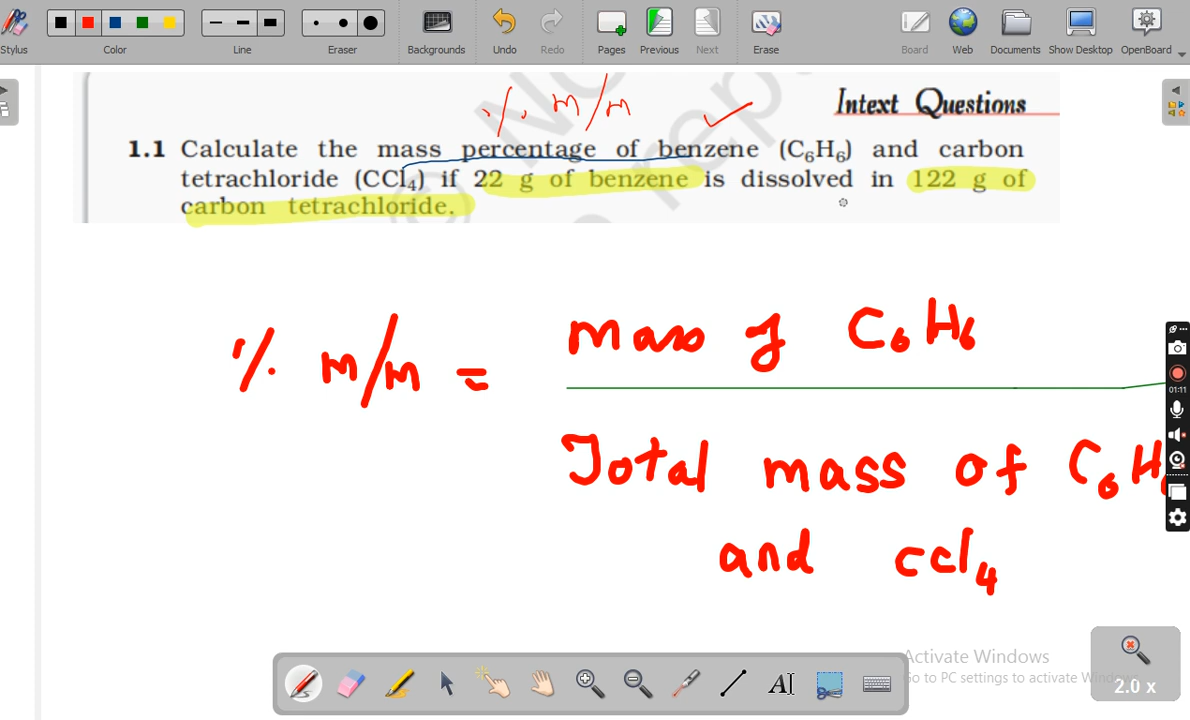 Stylus Color Line Eraser Backgrounds Undo Redo Pages Previous Next Erase Board Web Documents Show Desktop OpenBoard
% m/m
Intext Questions
1.1 Calculate the mass percentage of benzene (C₆H₆) and carbon
tetrachloride (CCl₄) if 22 g of benzene is dissolved in 122 g of
carbon tetrachloride.
% m/m = mass of C₆H₆
01:11
Total mass of C₆H₆
and ccl₄
Activate Windows
Go to PC settings to activate Windows.
2.0 x